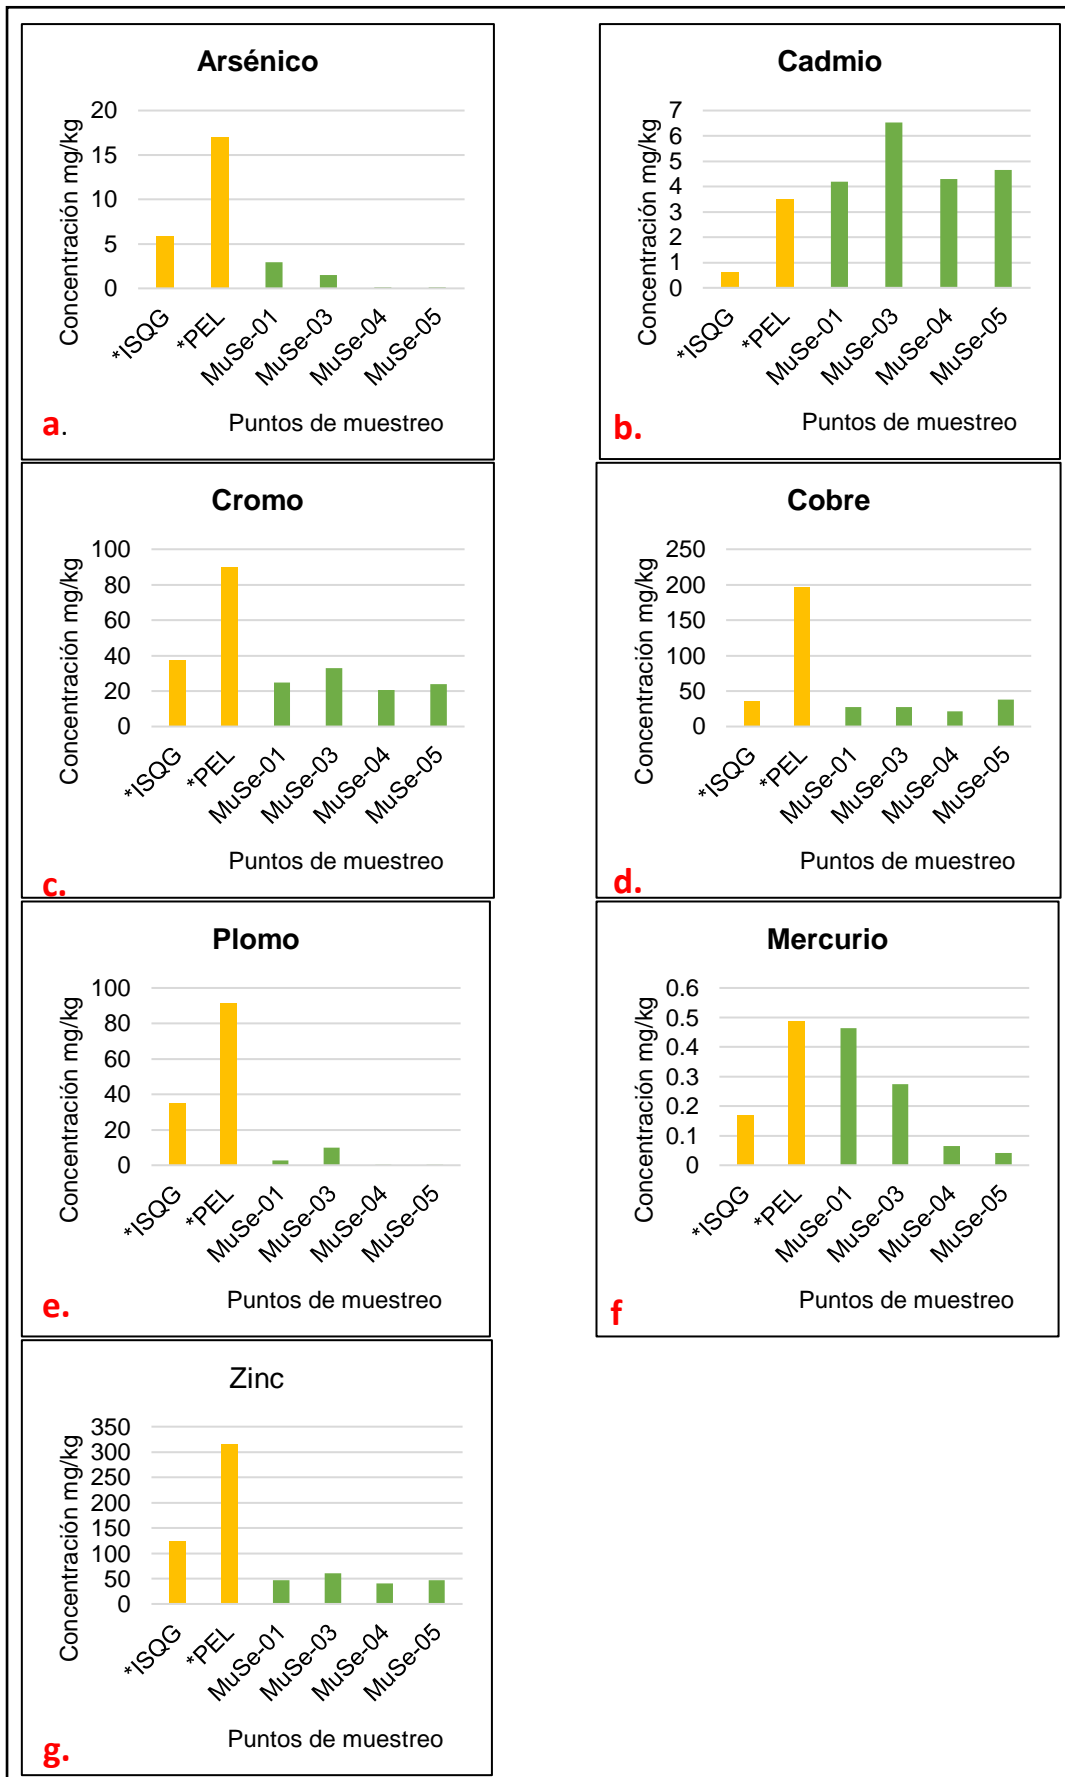 Arsénico
Concentración mg/kg
20
15
10
5
0
*ISQG
*PEL
MuSe-01
MuSe-03
MuSe-04
MuSe-05
Puntos de muestreo
a.
Cadmio
Concentración mg/kg
7
6
5
4
3
2
1
0
*ISQG
*PEL
MuSe-01
MuSe-03
MuSe-04
MuSe-05
Puntos de muestreo
b.
Cromo
Concentración mg/kg
100
80
60
40
20
0
*ISQG
*PEL
MuSe-01
MuSe-03
MuSe-04
MuSe-05
Puntos de muestreo
c.
Cobre
Concentración mg/kg
250
200
150
100
50
0
*ISQG
*PEL
MuSe-01
MuSe-03
MuSe-04
MuSe-05
Puntos de muestreo
d.
Plomo
Concentración mg/kg
100
80
60
40
20
0
*ISQG
*PEL
MuSe-01
MuSe-03
MuSe-04
MuSe-05
Puntos de muestreo
e.
Mercurio
Concentración mg/kg
0.6
0.5
0.4
0.3
0.2
0.1
0
*ISQG
*PEL
MuSe-01
MuSe-03
MuSe-04
MuSe-05
Puntos de muestreo
f
Zinc
Concentración mg/kg
350
300
250
200
150
100
50
0
*ISQG
*PEL
MuSe-01
MuSe-03
MuSe-04
MuSe-05
Puntos de muestreo
g.